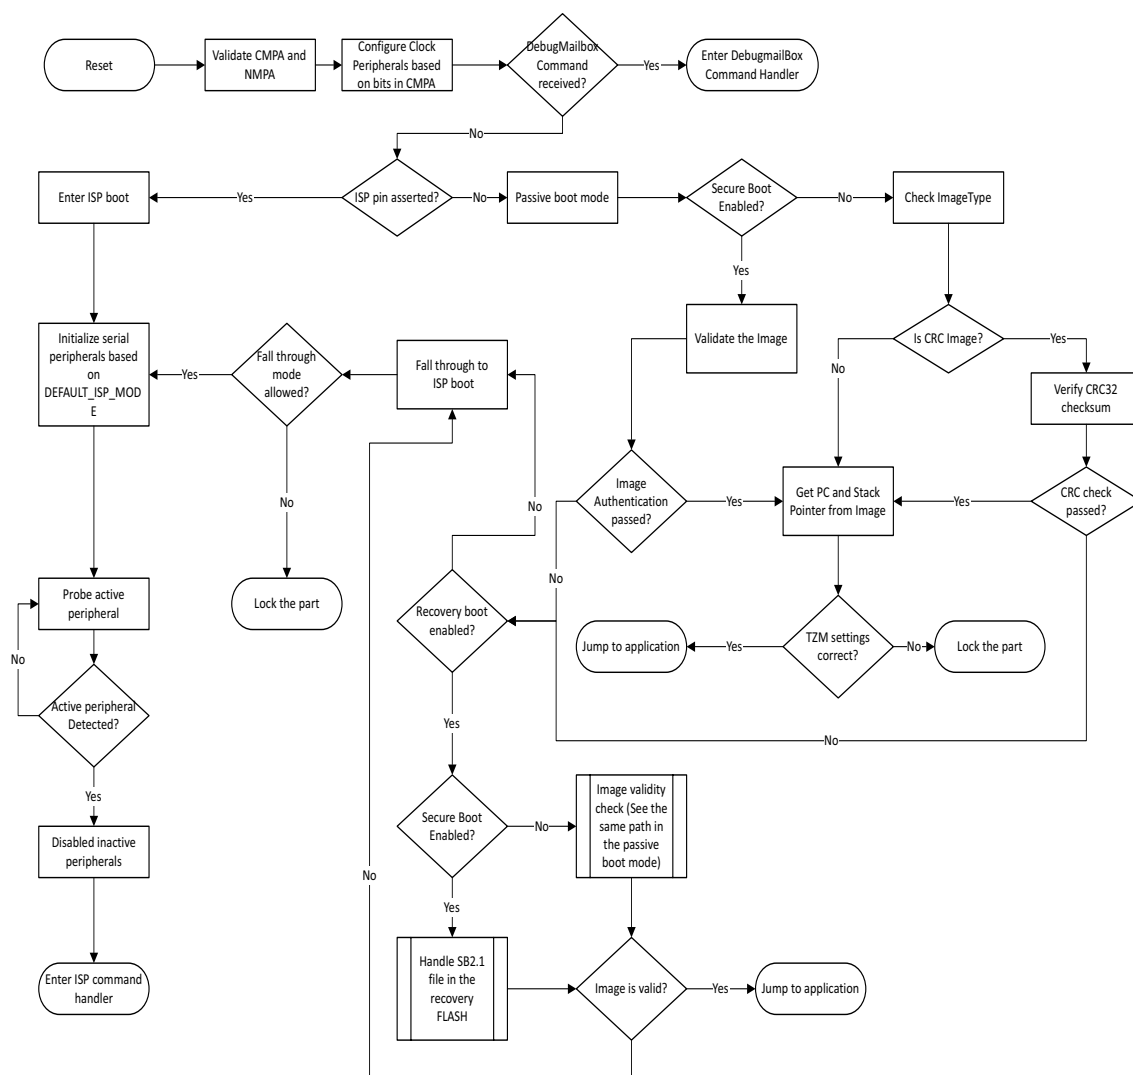 Reset
Validate CMPA and
NMPA
Configure Clock
Peripherals based
on bits in CMPA
DebugMailbox
Command
received?
Yes
Enter DebugmailBox
Command Handler
No
Enter ISP boot
Yes
ISP pin asserted?
No
Passive boot mode
Secure Boot
Enabled?
No
Check ImageType
Yes
Initialize serial
peripherals based
on
DEFAULT_ISP_MOD
E
Yes
Fall through
mode
allowed?
Fall through to
ISP boot
Validate the Image
Is CRC Image?
Yes
No
Verify CRC32
checksum
No
No
Image
Authentication
passed?
Yes
Get PC and Stack
Pointer from Image
Yes
CRC check
passed?
No
Probe active
peripheral
Lock the part
Recovery boot
enabled?
Jump to application
Yes
TZM settings
correct?
No
Lock the part
No
Active peripheral
Detected?
Yes
No
Yes
Disabled inactive
peripherals
Secure Boot
Enabled?
No
Image validity
check (See the
same path in
the passive
boot mode)
No
Yes
Enter ISP command
handler
Handle SB2.1
file in the
recovery
FLASH
Image is valid?
Yes
Jump to application